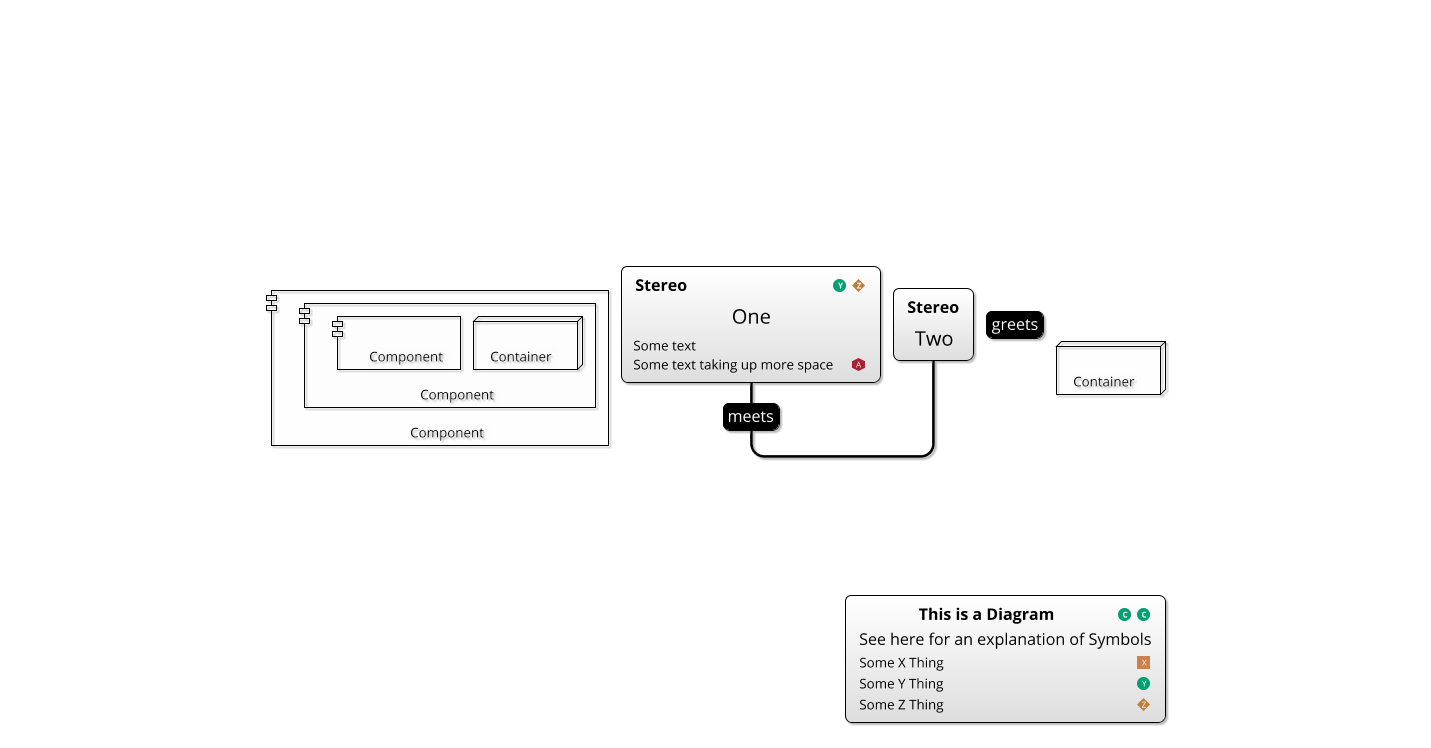 Component
Container
Component
Component
Stereo Y Z
One
Some text
Some text taking up more space A
meets
Stereo
Two
greets
Container
This is a Diagram C C
See here for an explanation of Symbols
Some X Thing X
Some Y Thing Y
Some Z Thing Z